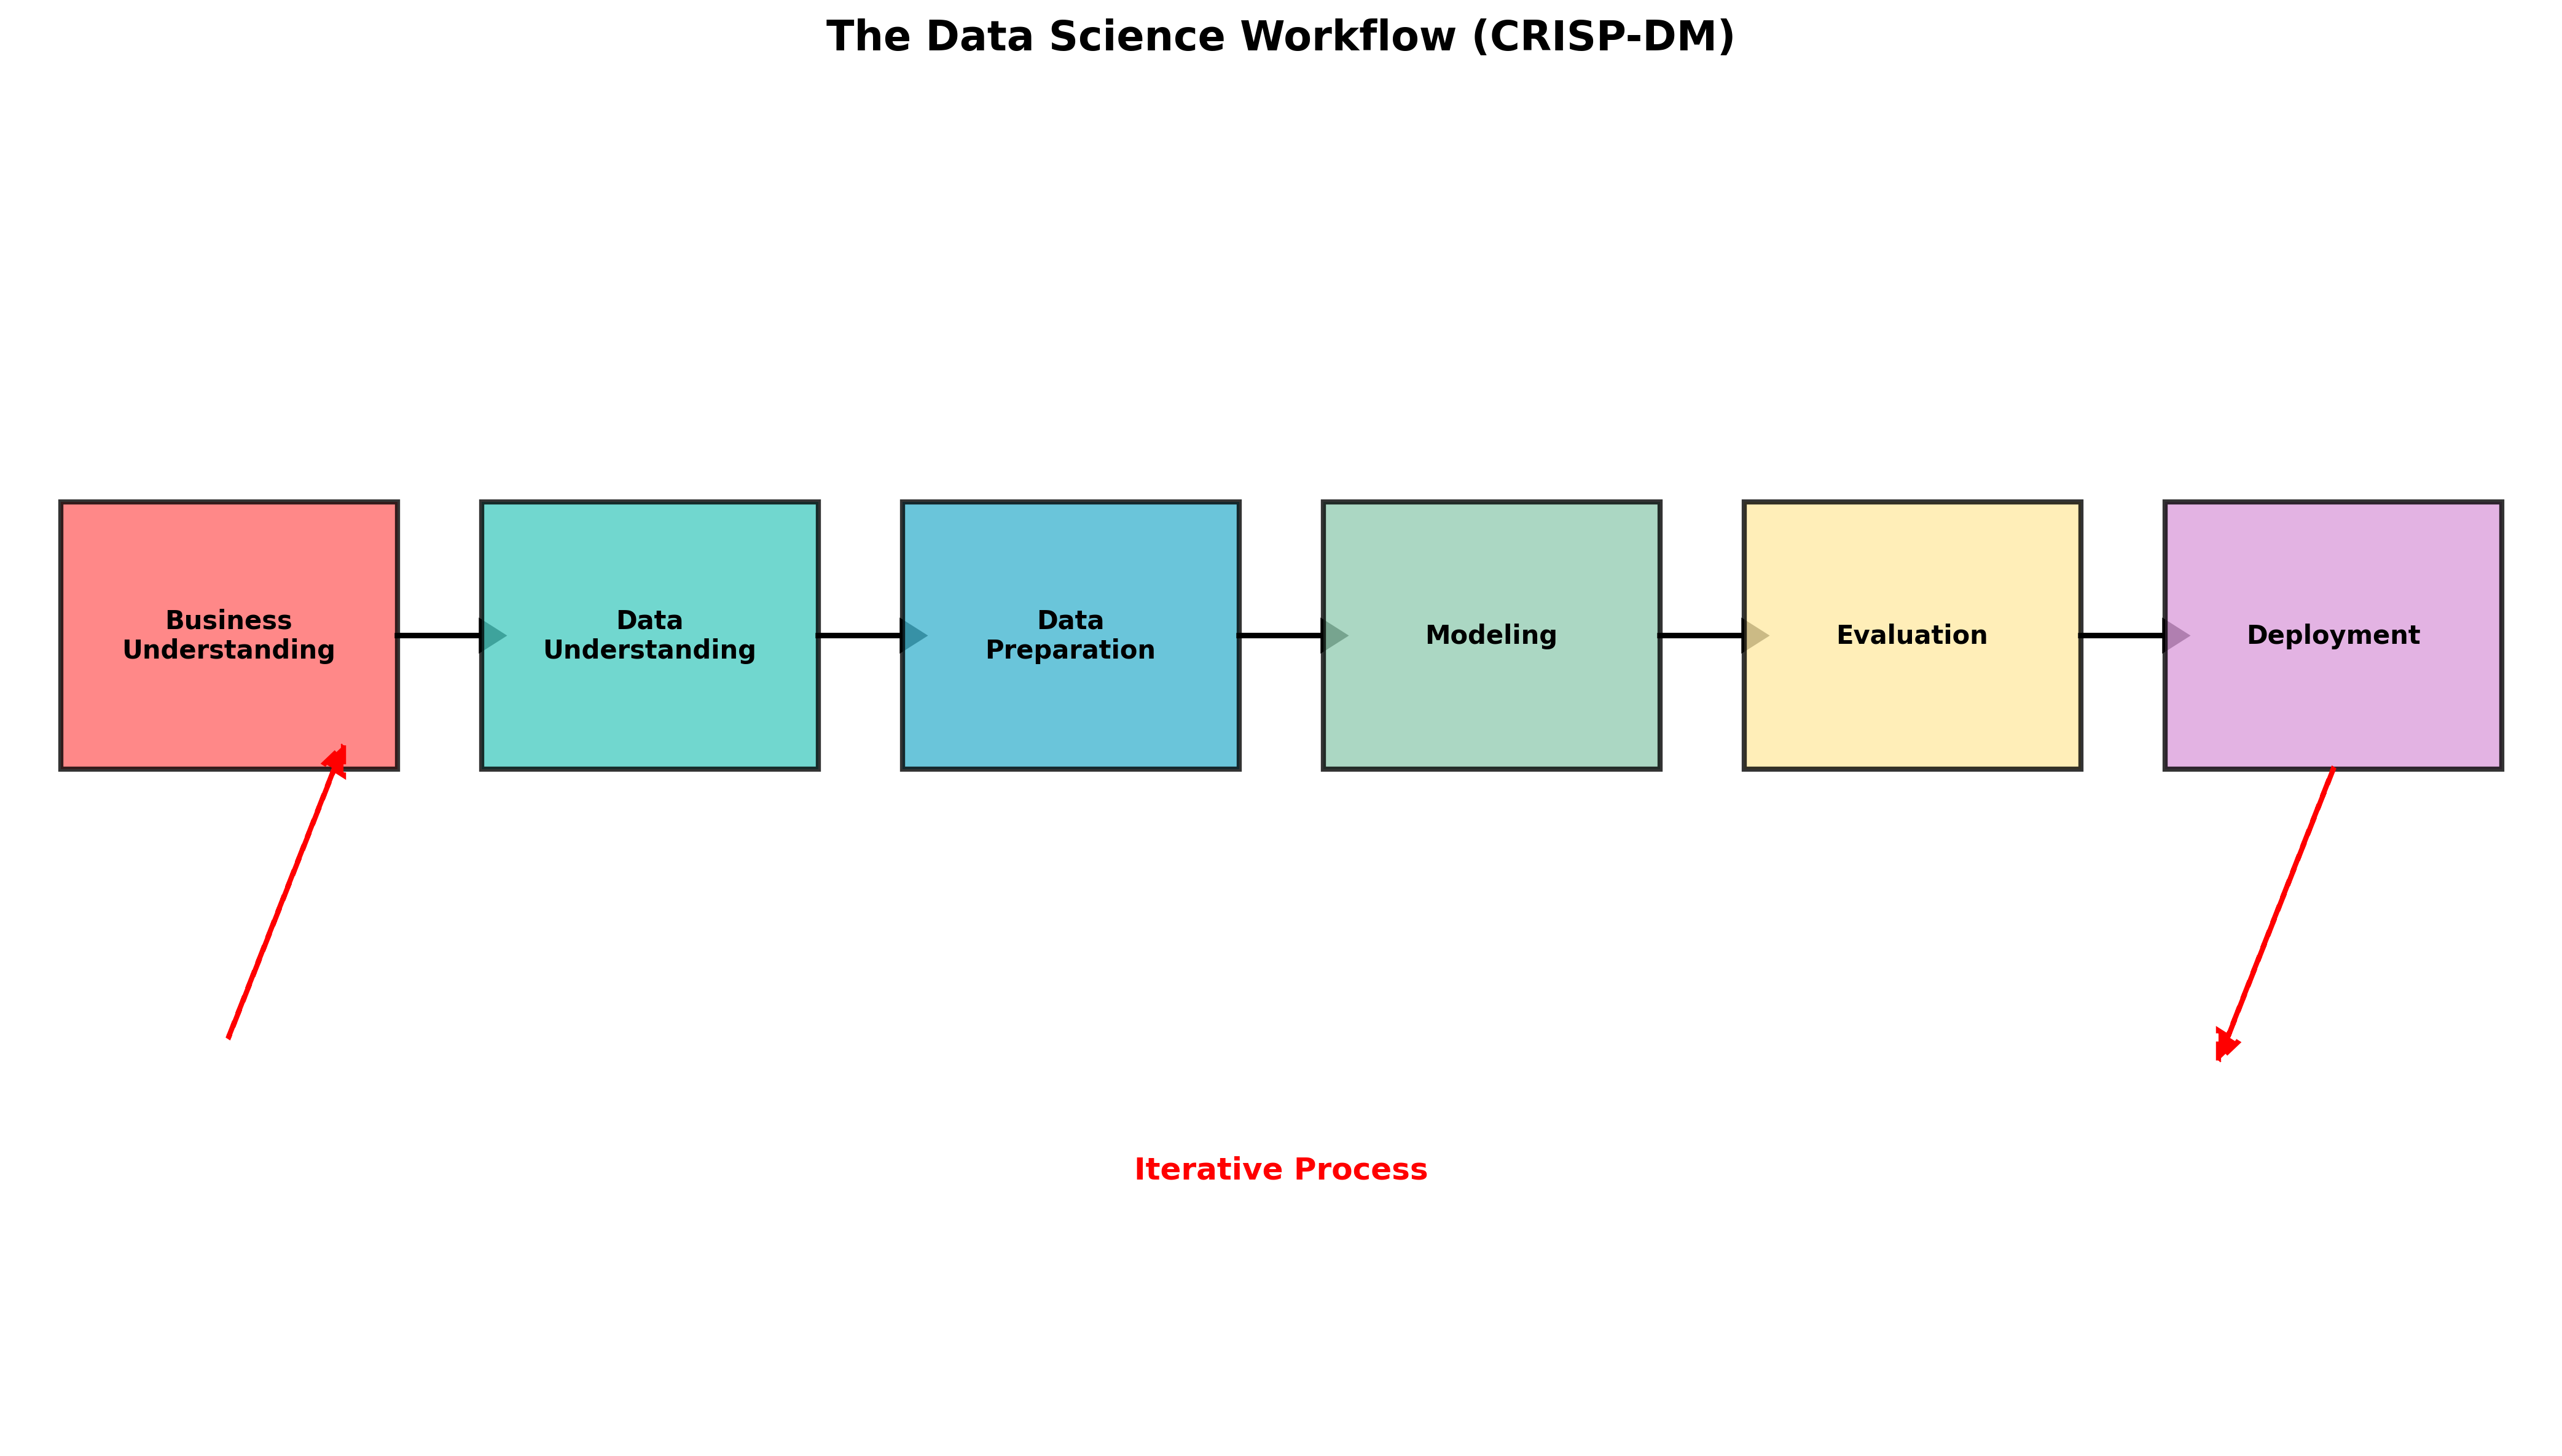 The Data Science Workflow (CRISP-DM)
Business
Understanding
Data
Understanding
Data
Preparation
Modeling
Evaluation
Deployment
Iterative Process